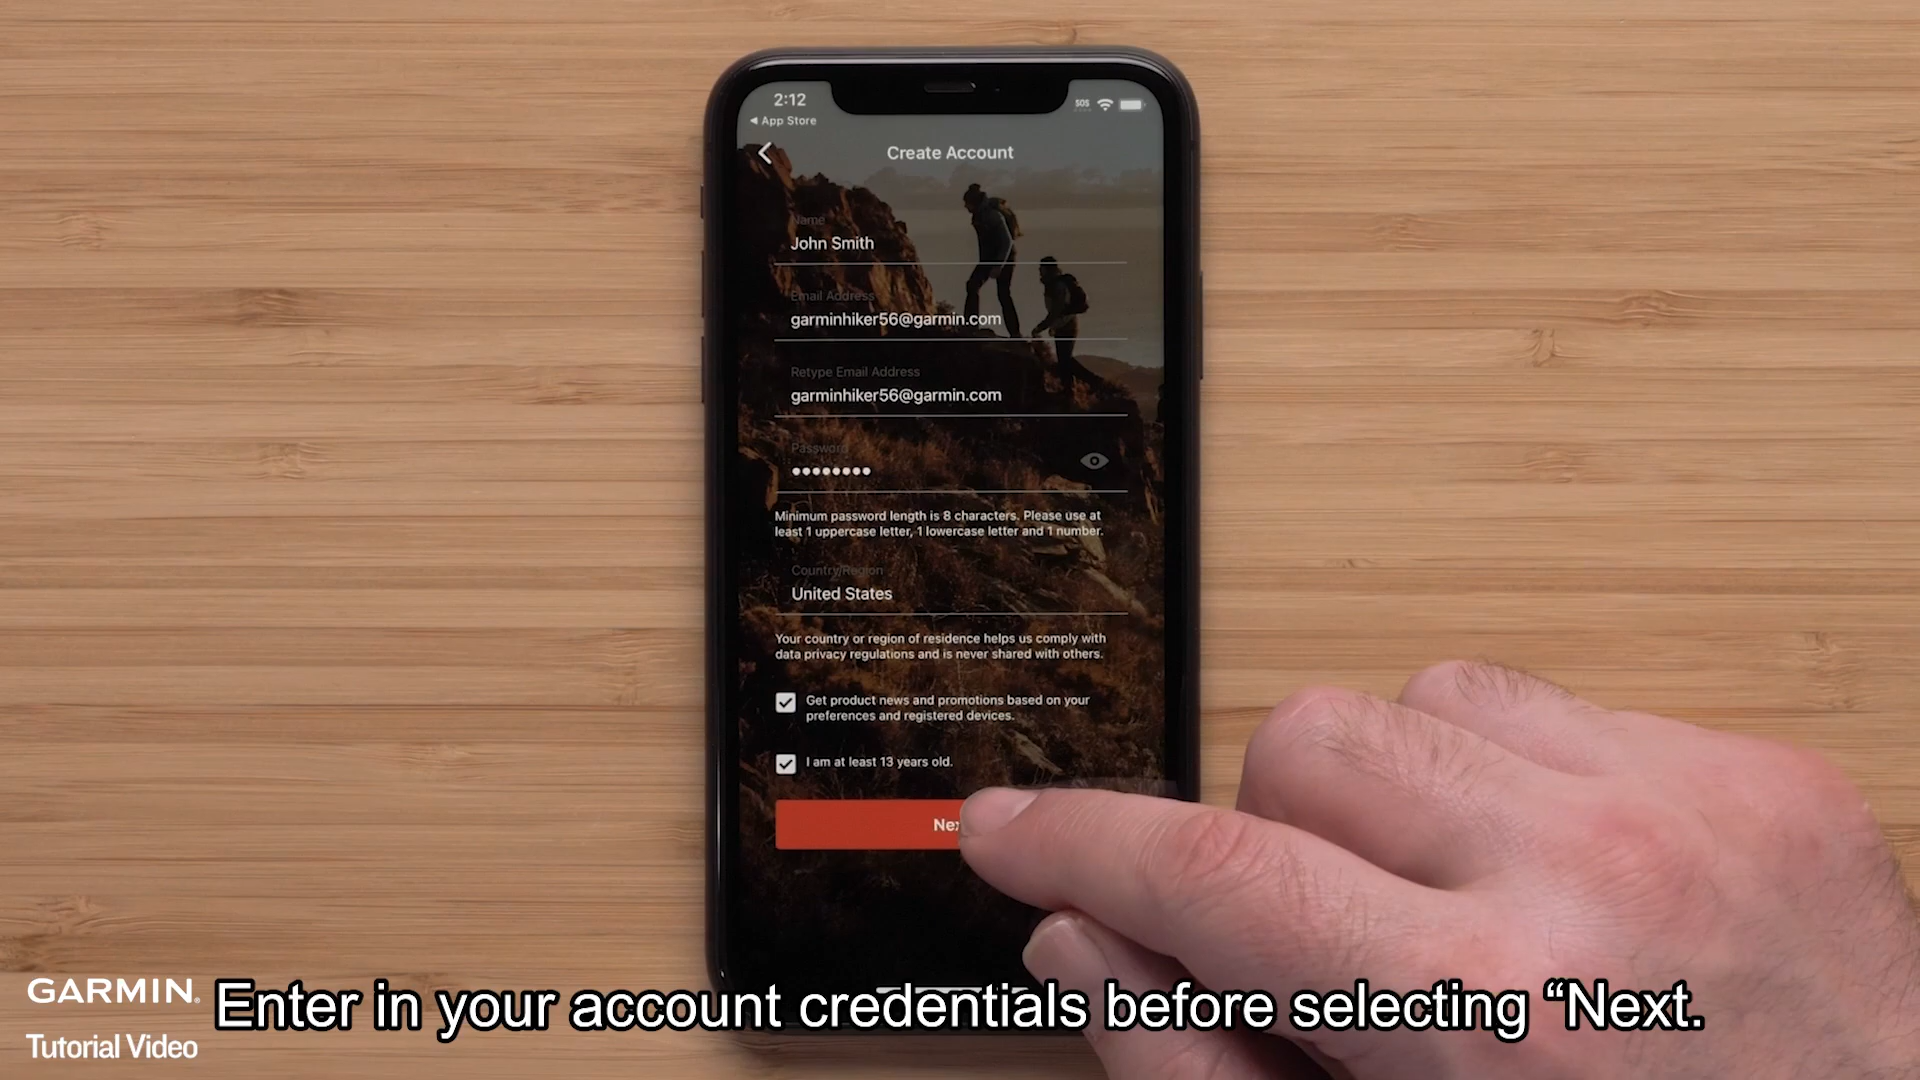 2:12
SOS
◀ App Store
Create Account
Name
John Smith
Email Address
garminhiker56@garmin.com
Retype Email Address
garminhiker56@garmin.com
Password
••••••••
Minimum password length is 8 characters. Please use at
least 1 uppercase letter, 1 lowercase letter and 1 number.
Country/Region
United States
Your country or region of residence helps us comply with
data privacy regulations and is never shared with others.
Get product news and promotions based on your
preferences and registered devices.
I am at least 13 years old.
Nex
GARMIN.
Tutorial Video
Enter in your account credentials before selecting “Next.